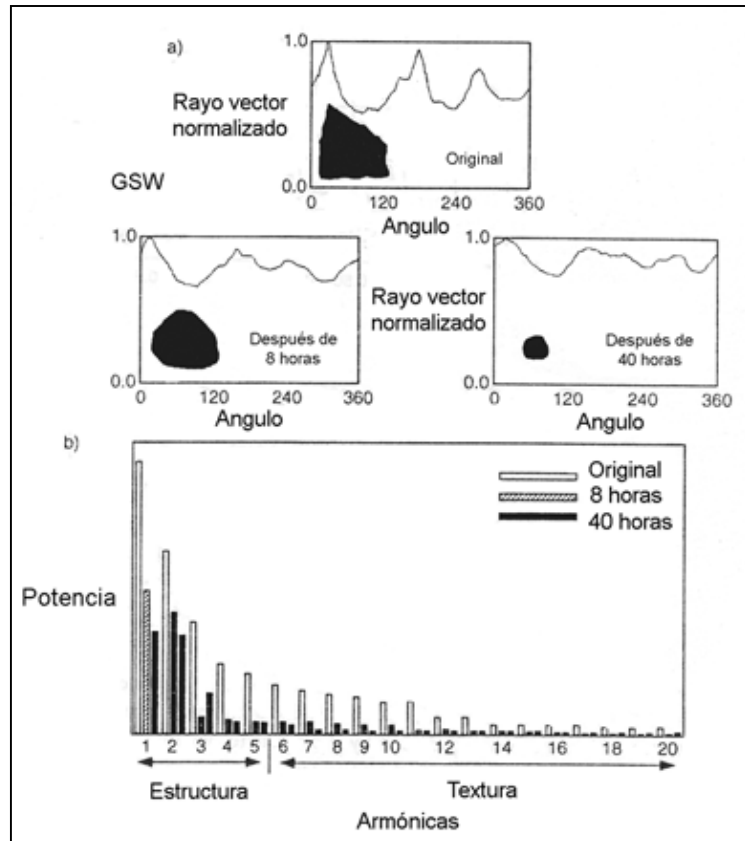 a)
1.0
Rayo vector
normalizado
Original
GSW
0.0
0 120 240 360
Angulo
1.0
Después de
8 horas
0.0
0 120 240 360
Angulo
1.0
Rayo vector
normalizado
Después de
40 horas
0.0
0 120 240 360
Angulo
b)
Original
8 horas
40 horas
Potencia
1 2 3 4 5 6 7 8 9 10 12 14 16 18 20
Estructura Textura
Armónicas